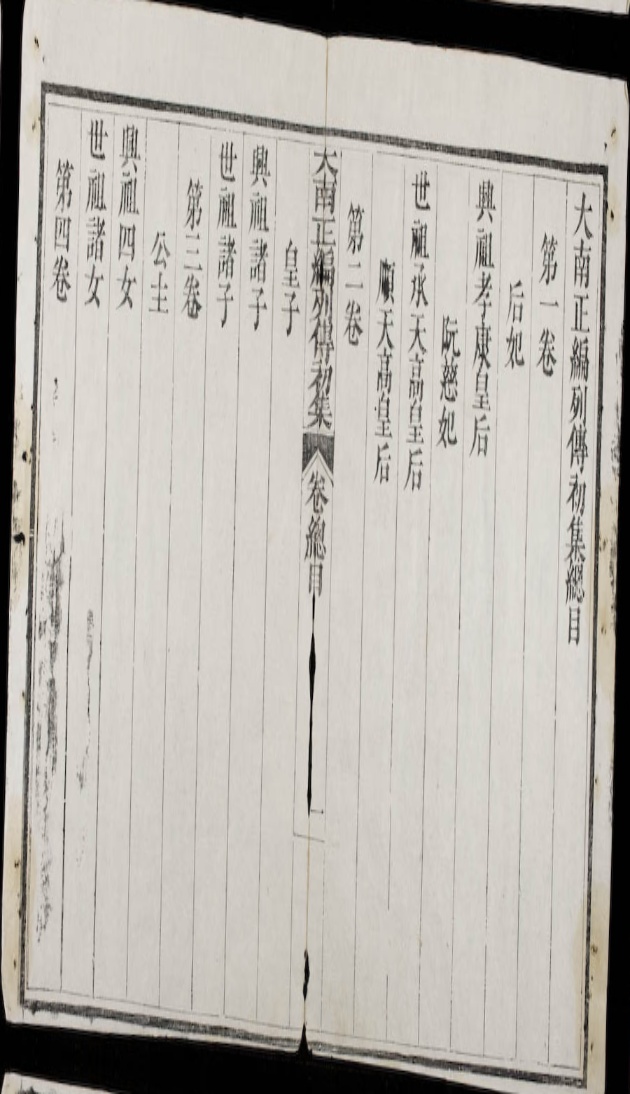 大南正編列傳初集總目
第一卷
后妃
興祖孝康皇后
阮慈妃
世祖承天高皇后
順天高皇后
第二卷
大南正編列傳初集 卷總目 一
皇子
興祖諸子
世祖諸子
第三卷
公主
興祖四女
世祖諸女
第四卷